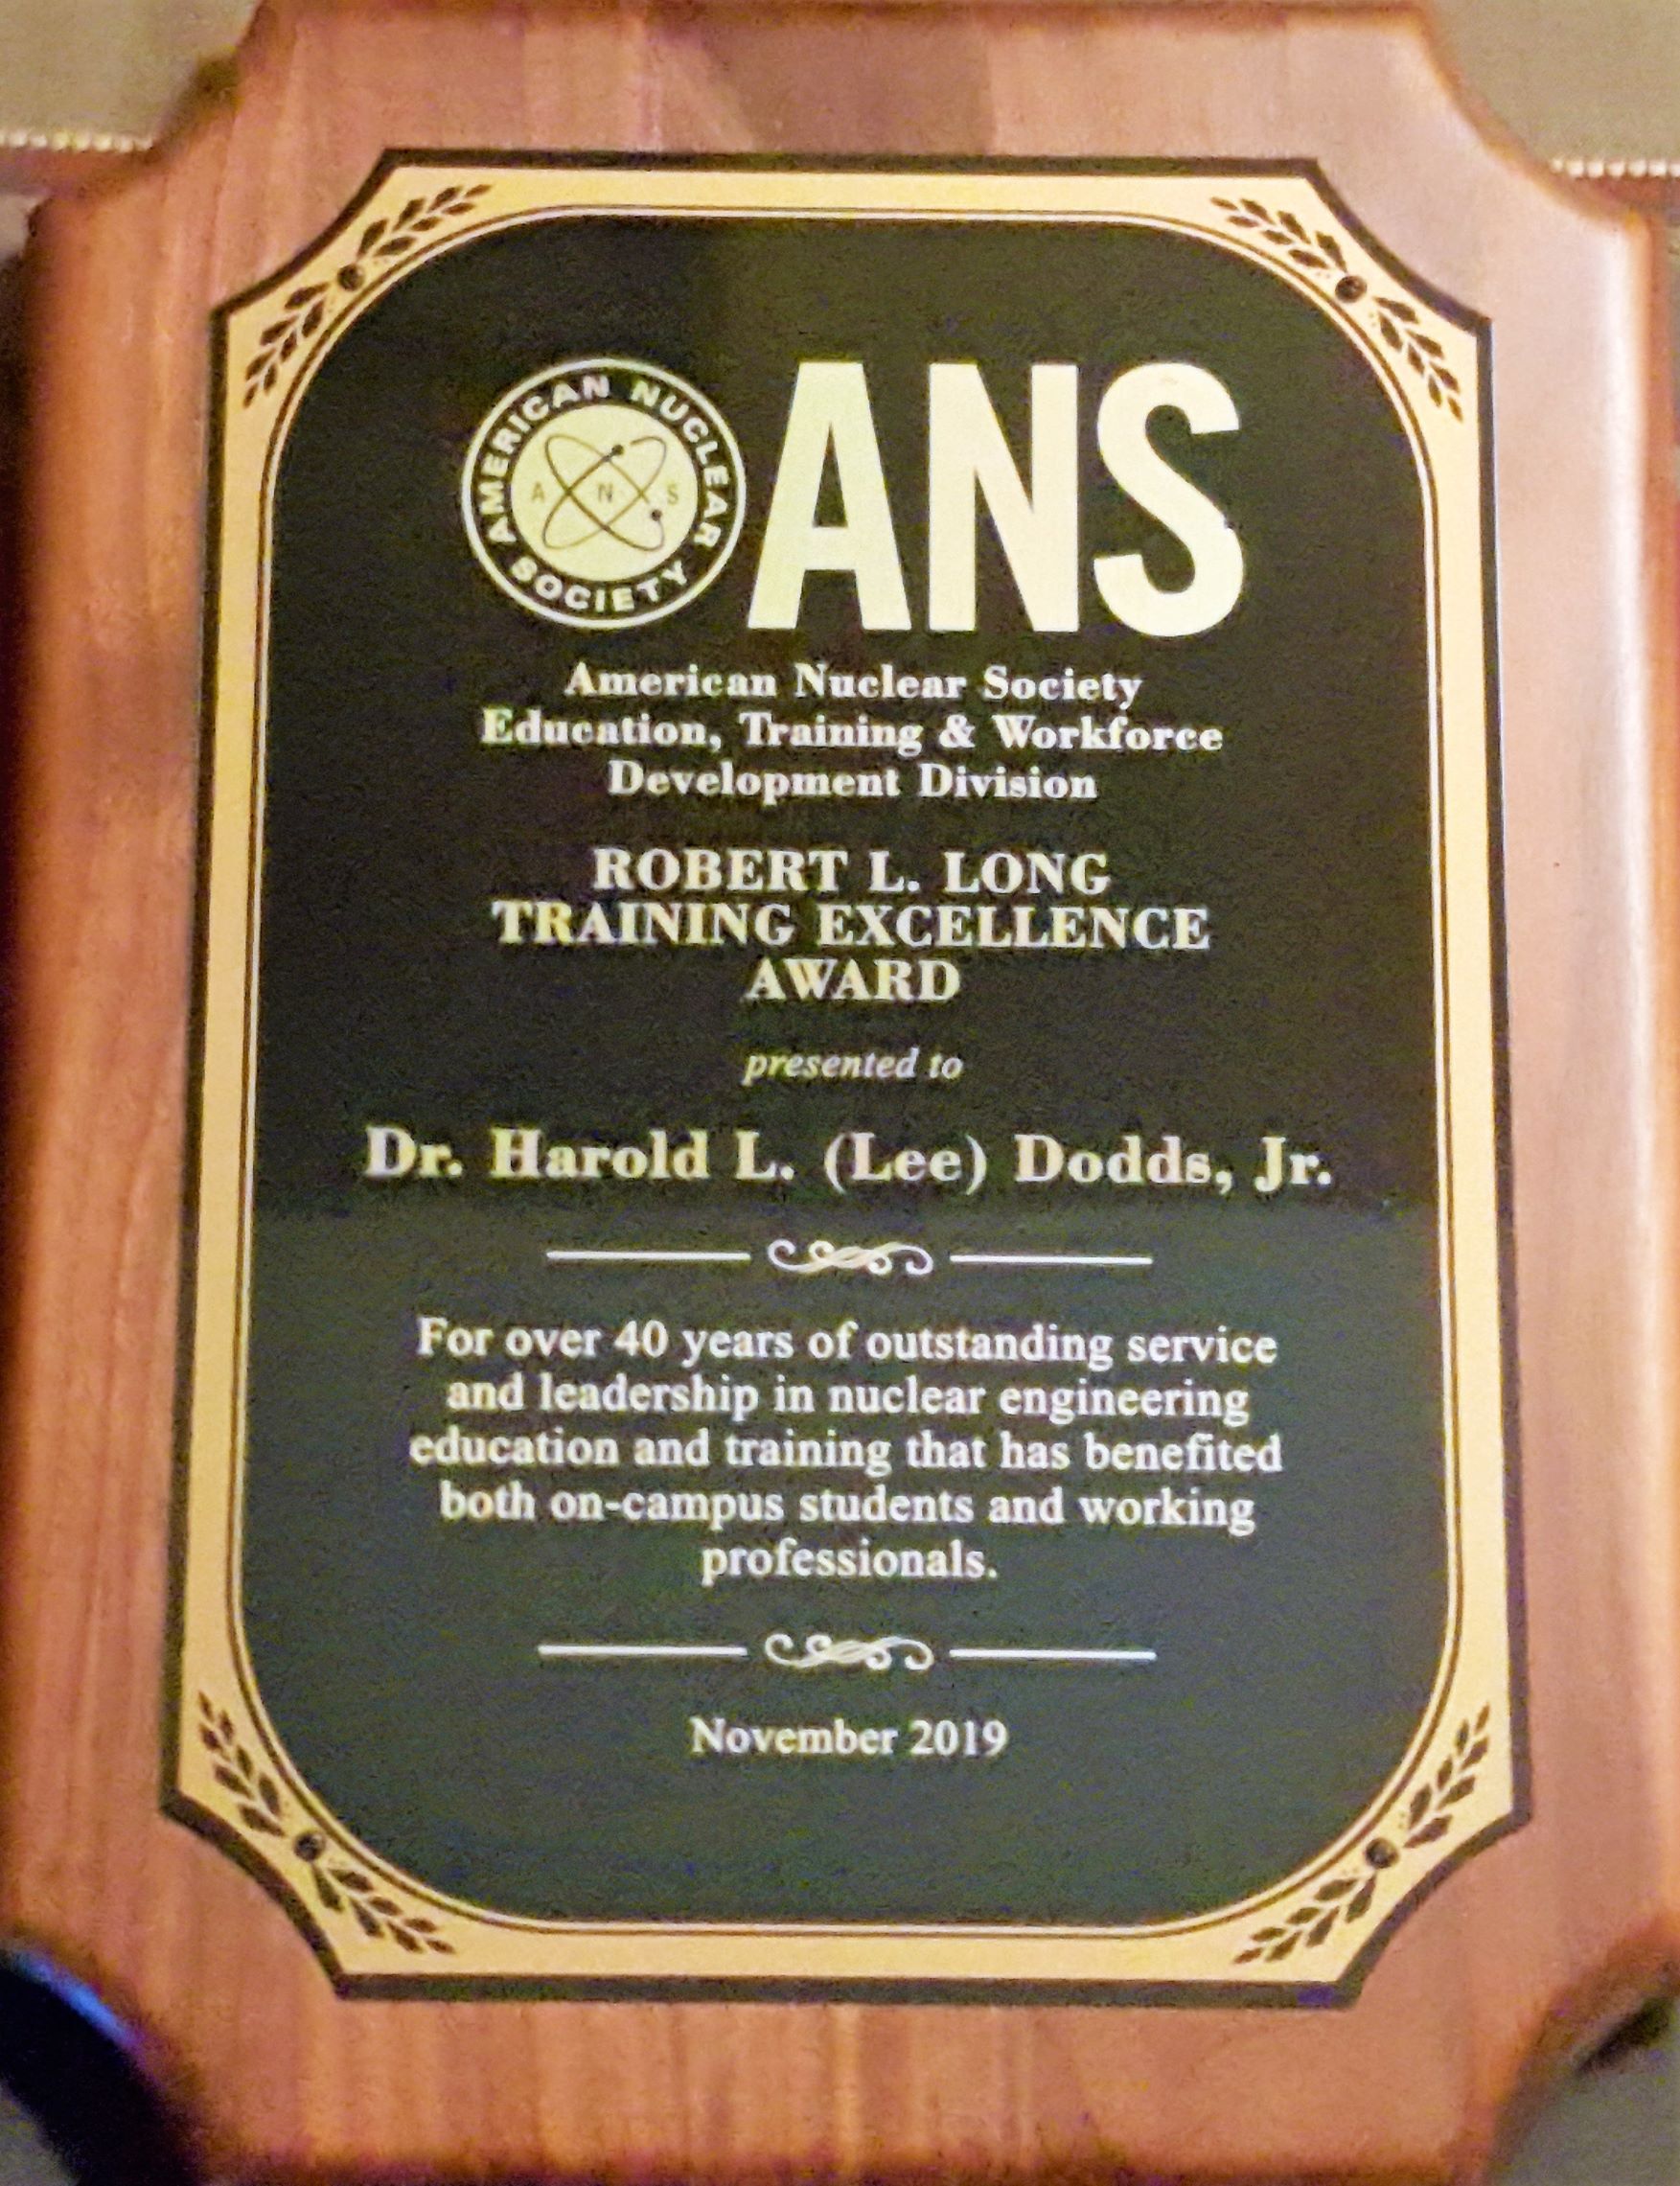 AMERICAN NUCLEAR SOCIETY
A N S
ANS
American Nuclear Society
Education, Training & Workforce
Development Division
ROBERT L. LONG
TRAINING EXCELLENCE
AWARD
presented to
Dr. Harold L. (Lee) Dodds, Jr.
For over 40 years of outstanding service
and leadership in nuclear engineering
education and training that has benefited
both on-campus students and working
professionals.
November 2019